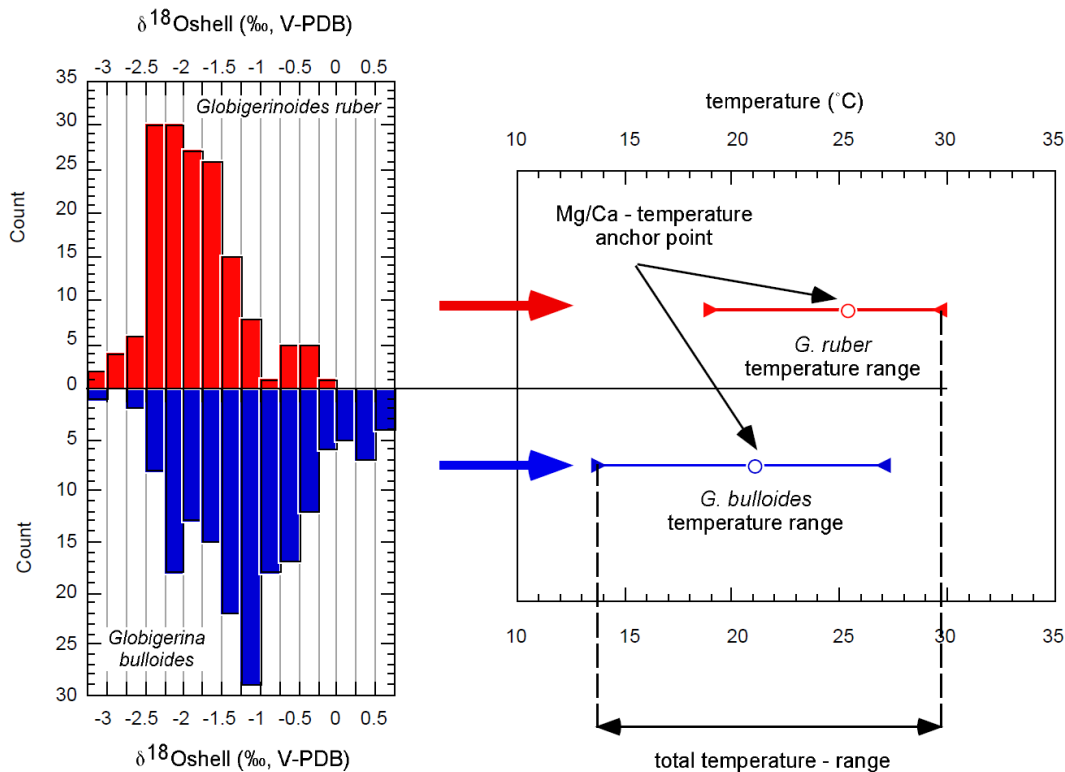 δ18Oshell (‰, V-PDB)
-3 -2.5 -2 -1.5 -1 -0.5 0 0.5
35
30
25
20
15
10
5
0
5
10
15
20
25
30
Count
Count
Globigerinoides ruber
Globigerina
bulloides
-3 -2.5 -2 -1.5 -1 -0.5 0 0.5
δ18Oshell (‰, V-PDB)
temperature (°C)
10 15 20 25 30 35
Mg/Ca - temperature
anchor point
G. ruber
temperature range
G. bulloides
temperature range
10 15 20 25 30 35
total temperature - range